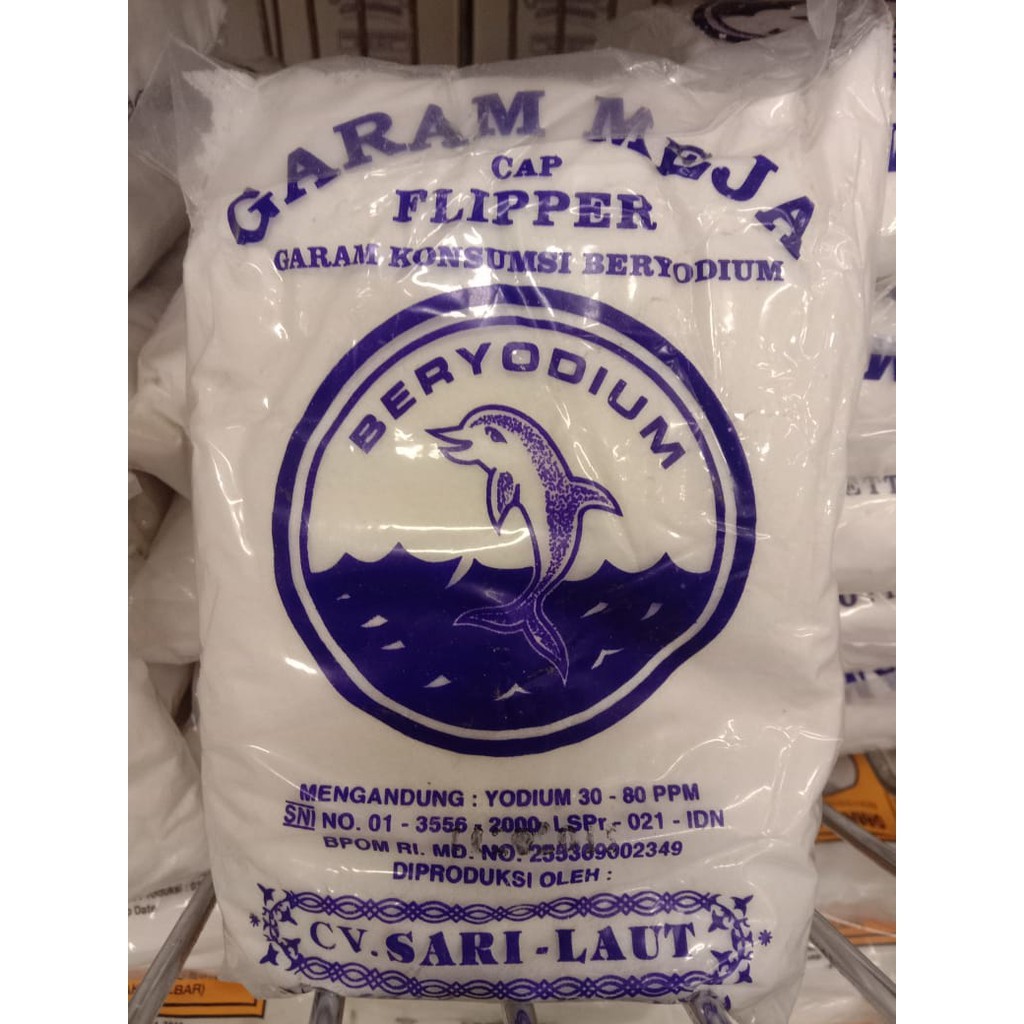 GARAM MEJA
CAP
FLIPPER
GARAM KONSUMSI BERYODIUM
BERYODIUM
MENGANDUNG : YODIUM 30 - 80 PPM
SNI NO. 01 - 3556 - 2000 LSPr - 021 - IDN
BPOM RI. MD. NO. 255369002349
DIPRODUKSI OLEH :
CV. SARI - LAUT